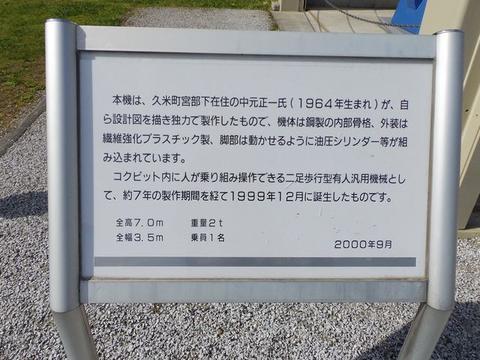 本機は、久米町宮部下在住の中元正一氏(1964年生まれ)が、自
ら設計図を描き独力で製作したもので、機体は鋼製の内部骨格、外装は
繊維強化プラスチック製、脚部は動かせるように油圧シリンダー等が組
み込まれています。
コクピット内に人が乗り組み操作できる二足歩行型有人汎用機械とし
て、約7年の製作期間を経て1999年12月に誕生したものです。
全高7.0m 重量2t
全幅3.5m 乗員1名
2000年9月